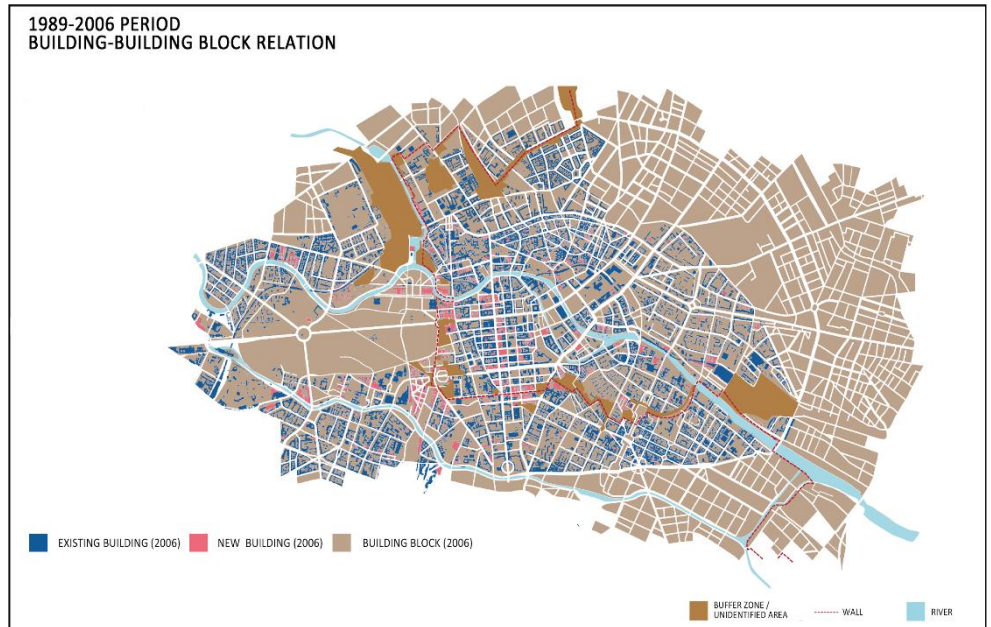 1989-2006 PERIOD
BUILDING-BUILDING BLOCK RELATION
EXISTING BUILDING (2006)
NEW BUILDING (2006)
BUILDING BLOCK (2006)
BUFFER ZONE /
UNIDENTIFIED AREA
WALL
RIVER